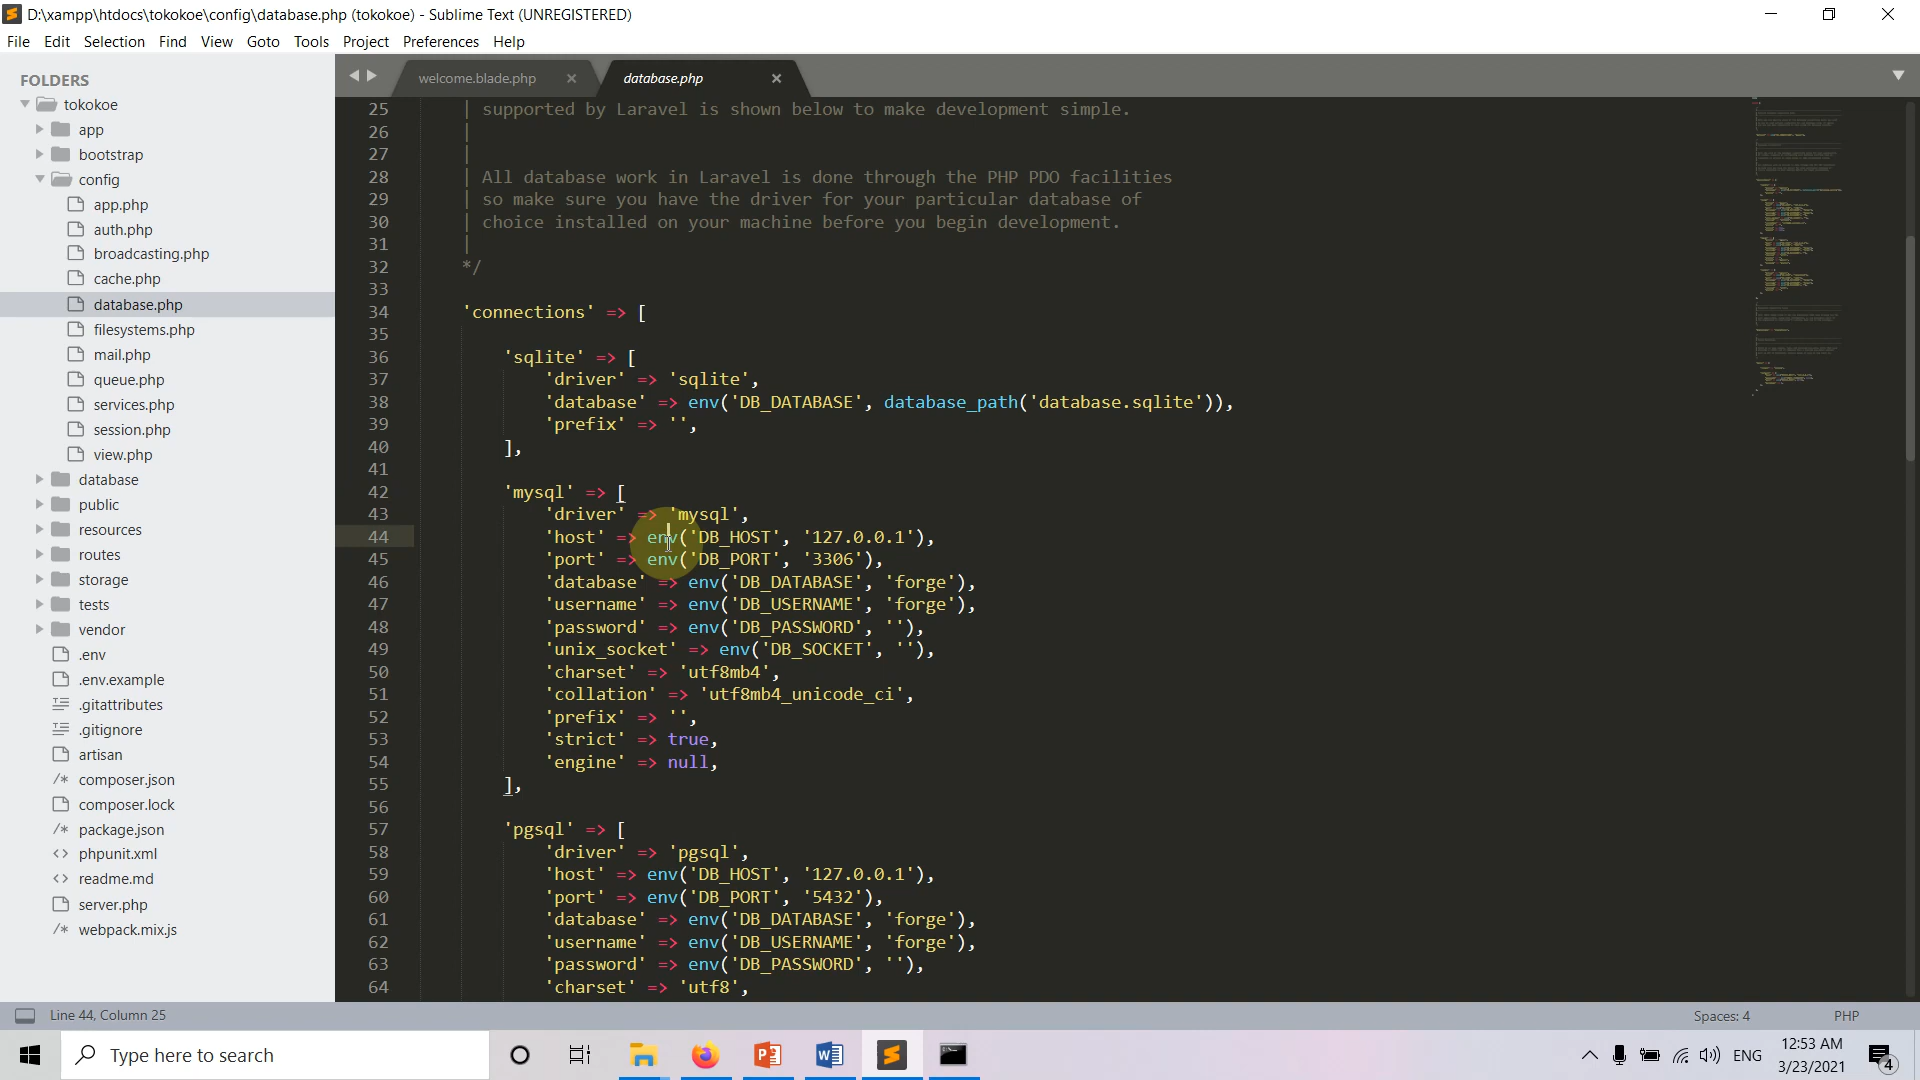 D:\xampp\htdocs\tokokoe\config\database.php (tokokoe) - Sublime Text (UNREGISTERED)
File Edit Selection Find View Goto Tools Project Preferences Help
FOLDERS
tokokoe
app
bootstrap
config
app.php
auth.php
broadcasting.php
cache.php
database.php
filesystems.php
mail.php
queue.php
services.php
session.php
view.php
database
public
resources
routes
storage
tests
vendor
.env
.env.example
.gitattributes
.gitignore
artisan
/* composer.json
composer.lock
/* package.json
<> phpunit.xml
<> readme.md
server.php
/* webpack.mix.js
welcome.blade.php database.php
25 | supported by Laravel is shown below to make development simple.
26 |
27 |
28 | All database work in Laravel is done through the PHP PDO facilities
29 | so make sure you have the driver for your particular database of
30 | choice installed on your machine before you begin development.
31 |
32 */
33
34 'connections' => [
35
36 'sqlite' => [
37 'driver' => 'sqlite',
38 'database' => env('DB_DATABASE', database_path('database.sqlite')),
39 'prefix' => '',
40 ],
41
42 'mysql' => [
43 'driver' => 'mysql',
44 'host' => env('DB_HOST', '127.0.0.1'),
45 'port' => env('DB_PORT', '3306'),
46 'database' => env('DB_DATABASE', 'forge'),
47 'username' => env('DB_USERNAME', 'forge'),
48 'password' => env('DB_PASSWORD', ''),
49 'unix_socket' => env('DB_SOCKET', ''),
50 'charset' => 'utf8mb4',
51 'collation' => 'utf8mb4_unicode_ci',
52 'prefix' => '',
53 'strict' => true,
54 'engine' => null,
55 ],
56
57 'pgsql' => [
58 'driver' => 'pgsql',
59 'host' => env('DB_HOST', '127.0.0.1'),
60 'port' => env('DB_PORT', '5432'),
61 'database' => env('DB_DATABASE', 'forge'),
62 'username' => env('DB_USERNAME', 'forge'),
63 'password' => env('DB_PASSWORD', ''),
64 'charset' => 'utf8',
Line 44, Column 25 Spaces: 4 PHP
Type here to search
ENG
12:53 AM
3/23/2021
4